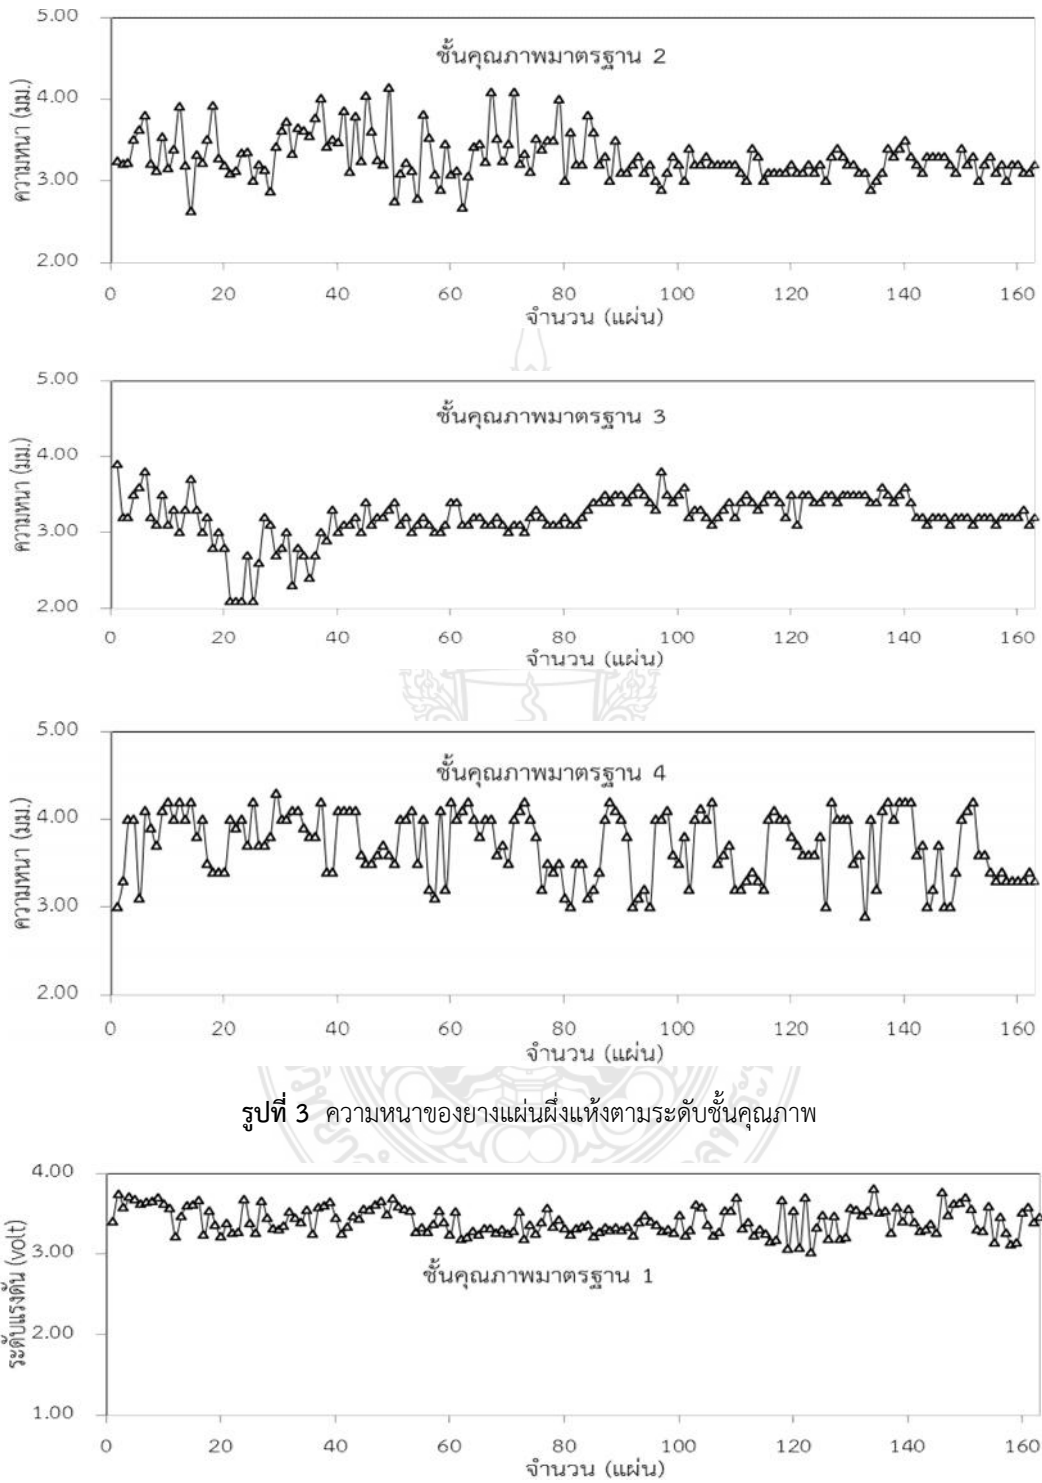 5.00
ชั้นคุณภาพมาตรฐาน 2
4.00
ความหนา (มม.)
3.00
2.00
0 20 40 60 80 100 120 140 160
จำนวน (แผ่น)
5.00
ชั้นคุณภาพมาตรฐาน 3
4.00
ความหนา (มม.)
3.00
2.00
0 20 40 60 80 100 120 140 160
จำนวน (แผ่น)
5.00
ชั้นคุณภาพมาตรฐาน 4
4.00
ความหนา (มม.)
3.00
2.00
0 20 40 60 80 100 120 140 160
จำนวน (แผ่น)
รูปที่ 3 ความหนาของยางแผ่นผึ่งแห้งตามระดับชั้นคุณภาพ
4.00
3.00
ชั้นคุณภาพมาตรฐาน 1
ระดับแรงดัน (volt)
2.00
1.00
0 20 40 60 80 100 120 140 160
จำนวน (แผ่น)